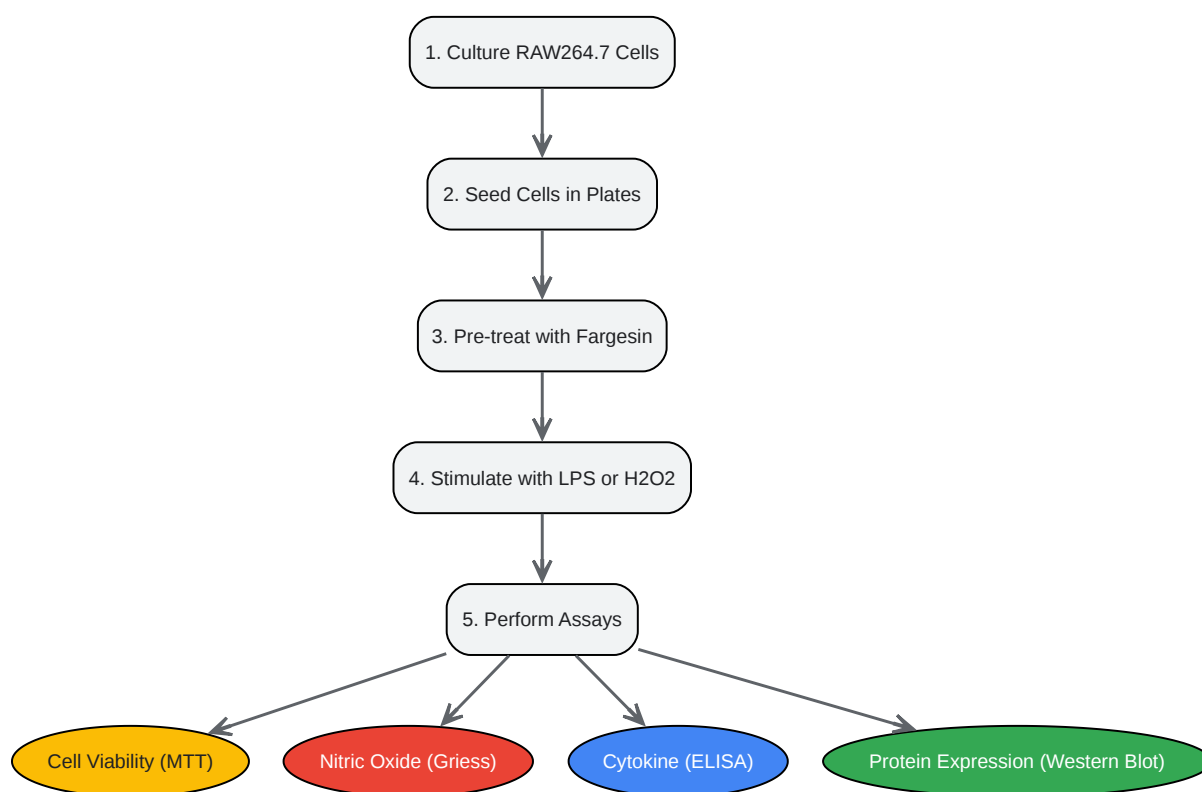 1. Culture RAW264.7 Cells
2. Seed Cells in Plates
3. Pre-treat with Fargesin
4. Stimulate with LPS or H2O2
5. Perform Assays
Cell Viability (MTT)
Nitric Oxide (Griess)
Cytokine (ELISA)
Protein Expression (Western Blot)